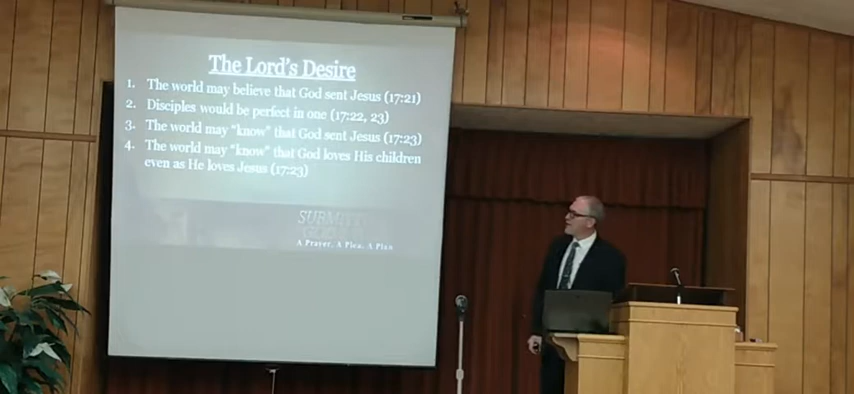 The Lord's Desire
1. The world may believe that God sent Jesus (17:21)
2. Disciples would be perfect in one (17:22, 23)
3. The world may "know" that God sent Jesus (17:23)
4. The world may "know" that God loves His children
even as He loves Jesus (17:23)
A Prayer, A Plea, A Plan